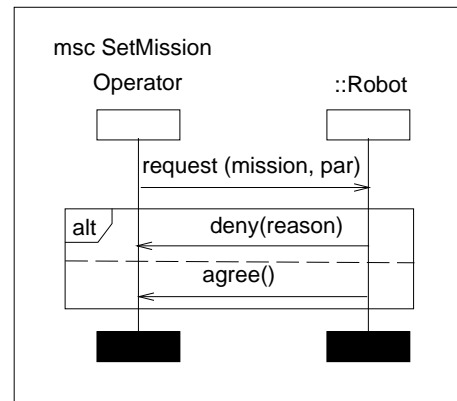 msc SetMission
Operator ::Robot
request (mission, par)
alt
deny(reason)
agree()